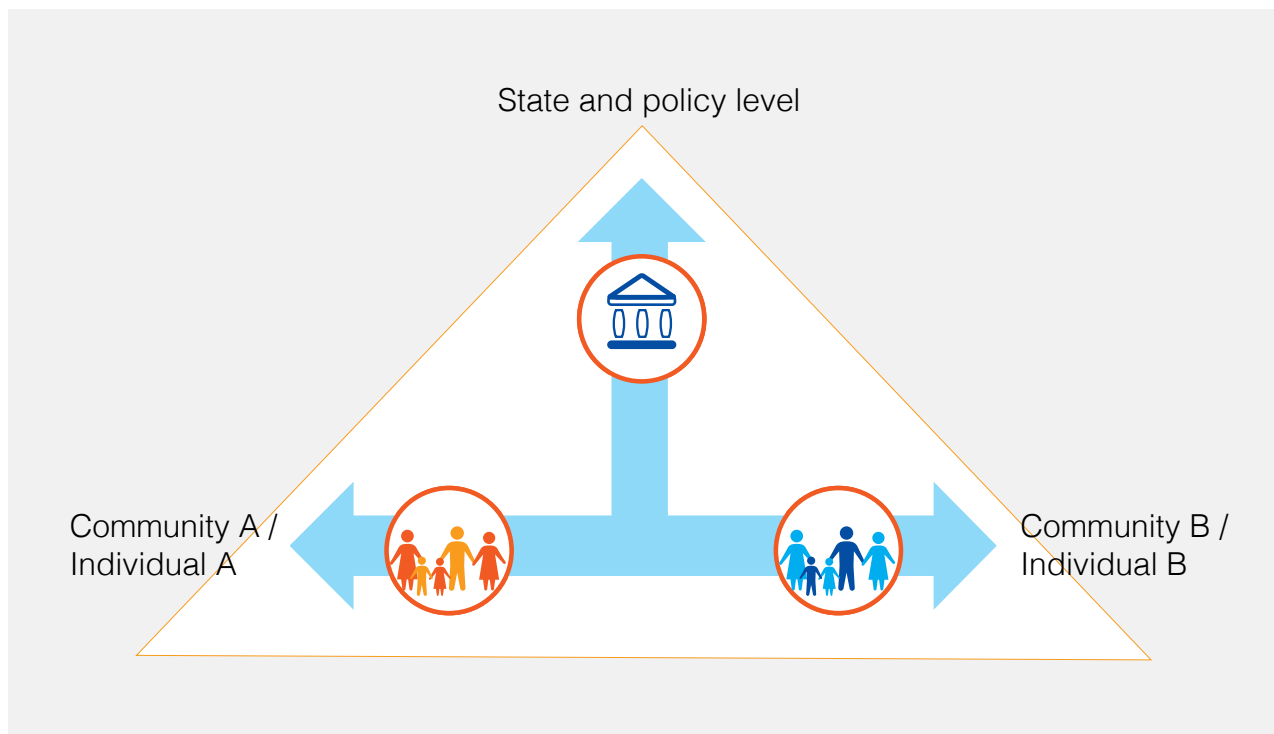 State and policy level
Community A /
Individual A
Community B /
Individual B